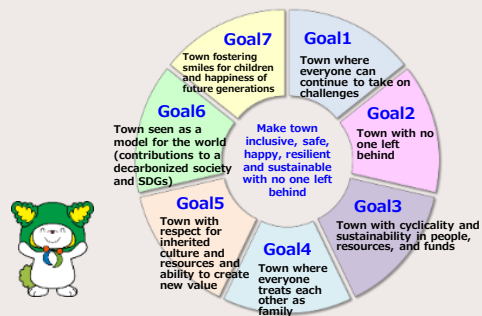 Goal1
Town where
everyone can
continue to take on
challenges
Goal2
Town with no
one left
behind
Goal3
Town with cyclicality and
sustainability in people,
resources, and funds
Goal4
Town where
everyone
treats each
other as
family
Goal5
Town with
respect for
inherited
culture and
resources and
ability to create
new value
Goal6
Town seen as a
model for the world
(contributions to a
decarbonized society
and SDGs)
Goal7
Town fostering
smiles for children
and happiness of
future generations
Make town
inclusive, safe,
happy, resilient
and sustainable
with no one left
behind